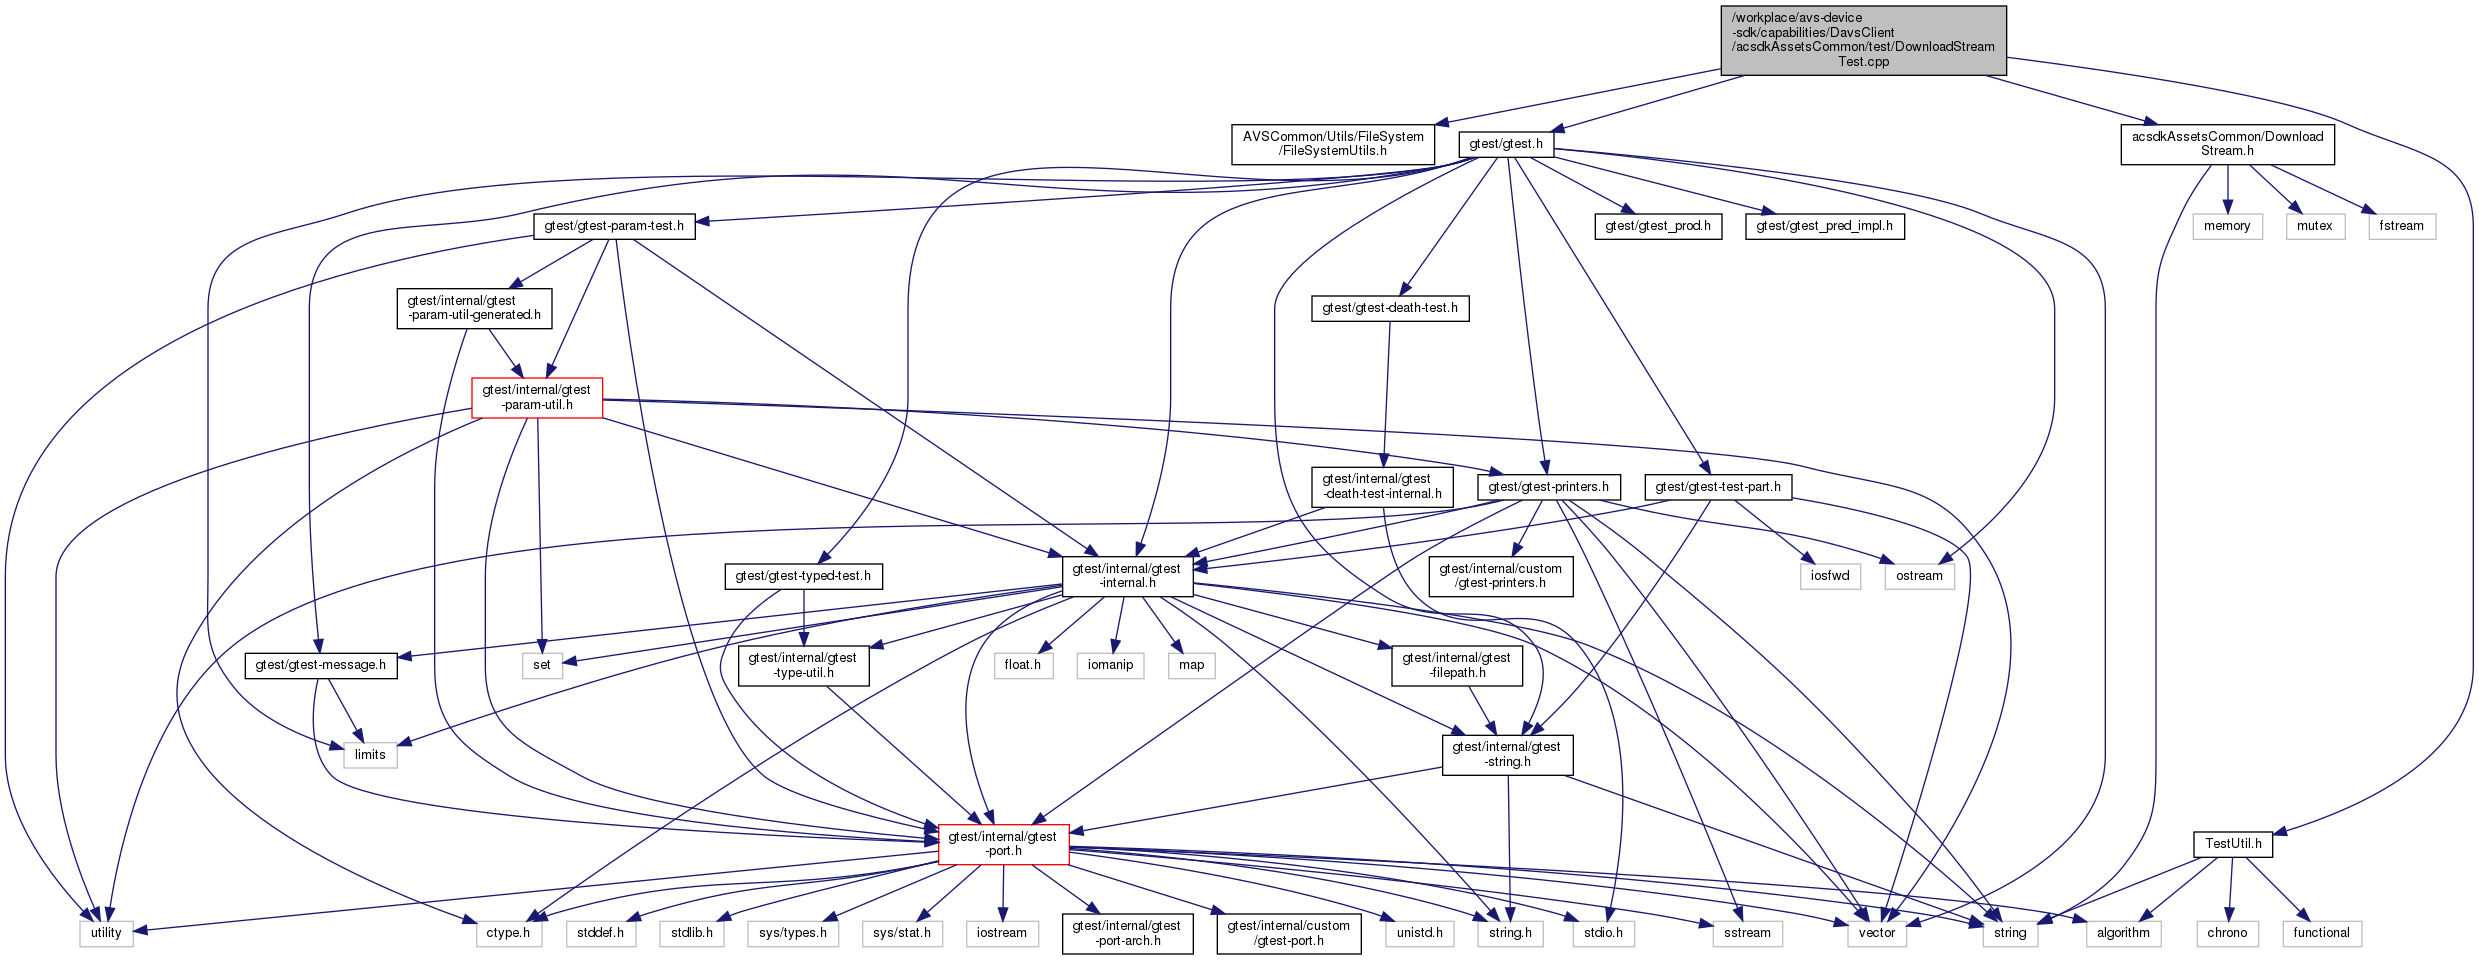 /workplace/avs-device
-sdk/capabilities/DavsClient
/acsdkAssetsCommon/test/DownloadStream
Test.cpp
AVSCommon/Utils/FileSystem
/FileSystemUtils.h
gtest/gtest.h
acsdkAssetsCommon/Download
Stream.h
gtest/gtest-param-test.h
gtest/gtest_prod.h
gtest/gtest_pred_impl.h
memory
mutex
fstream
gtest/internal/gtest
-param-util-generated.h
gtest/gtest-death-test.h
gtest/internal/gtest
-param-util.h
gtest/internal/gtest
-death-test-internal.h
gtest/gtest-printers.h
gtest/gtest-test-part.h
gtest/gtest-typed-test.h
gtest/internal/gtest
-internal.h
gtest/internal/custom
/gtest-printers.h
iosfwd
ostream
gtest/gtest-message.h
set
gtest/internal/gtest
-type-util.h
float.h
iomanip
map
gtest/internal/gtest
-filepath.h
limits
gtest/internal/gtest
-string.h
gtest/internal/gtest
-port.h
TestUtil.h
utility
ctype.h
stddef.h
stdlib.h
sys/types.h
sys/stat.h
iostream
gtest/internal/gtest
-port-arch.h
gtest/internal/custom
/gtest-port.h
unistd.h
string.h
stdio.h
sstream
vector
string
algorithm
chrono
functional